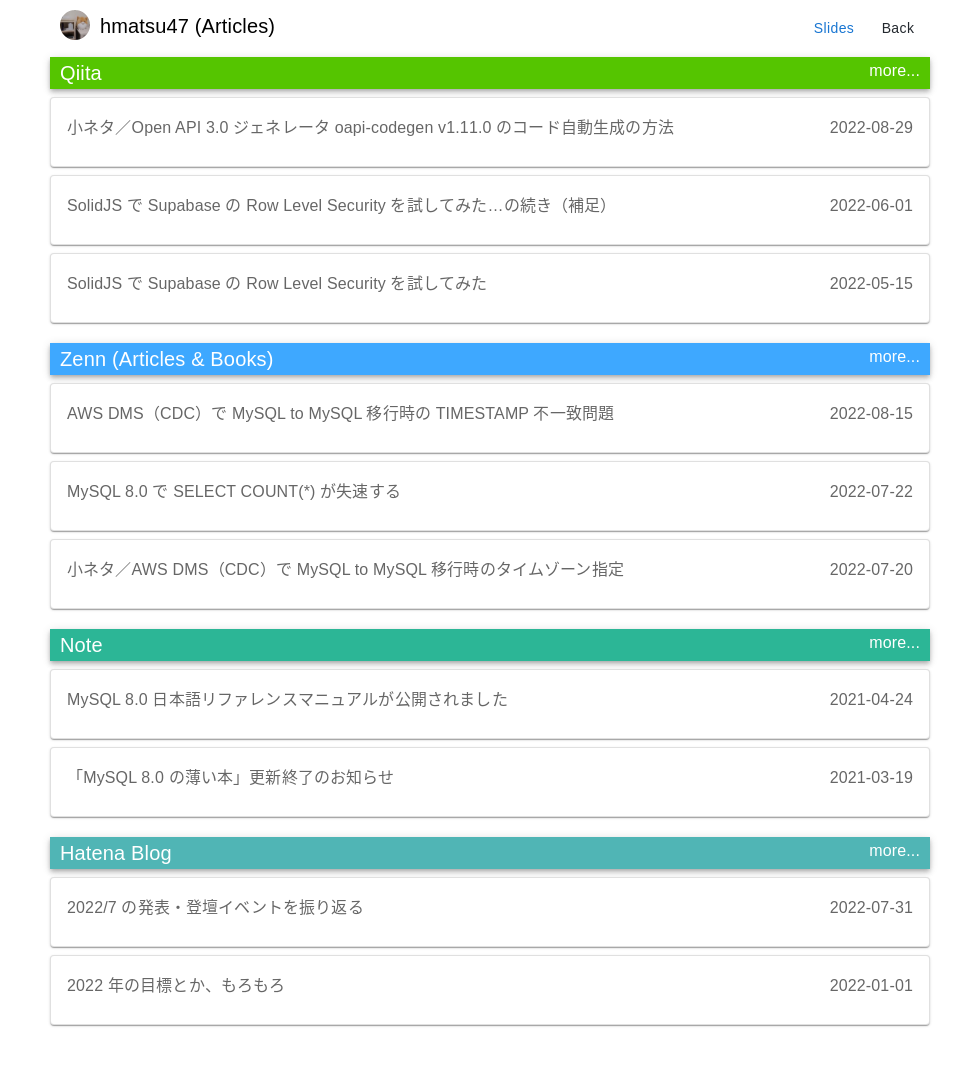 hmatsu47 (Articles)
Slides
Back
Qiita
more...
小ネタ／Open API 3.0 ジェネレータ oapi-codegen v1.11.0 のコード自動生成の方法
2022-08-29
SolidJS で Supabase の Row Level Security を試してみた…の続き（補足）
2022-06-01
SolidJS で Supabase の Row Level Security を試してみた
2022-05-15
Zenn (Articles & Books)
more...
AWS DMS（CDC）で MySQL to MySQL 移行時の TIMESTAMP 不一致問題
2022-08-15
MySQL 8.0 で SELECT COUNT(*) が失速する
2022-07-22
小ネタ／AWS DMS（CDC）で MySQL to MySQL 移行時のタイムゾーン指定
2022-07-20
Note
more...
MySQL 8.0 日本語リファレンスマニュアルが公開されました
2021-04-24
「MySQL 8.0 の薄い本」更新終了のお知らせ
2021-03-19
Hatena Blog
more...
2022/7 の発表・登壇イベントを振り返る
2022-07-31
2022 年の目標とか、もろもろ
2022-01-01